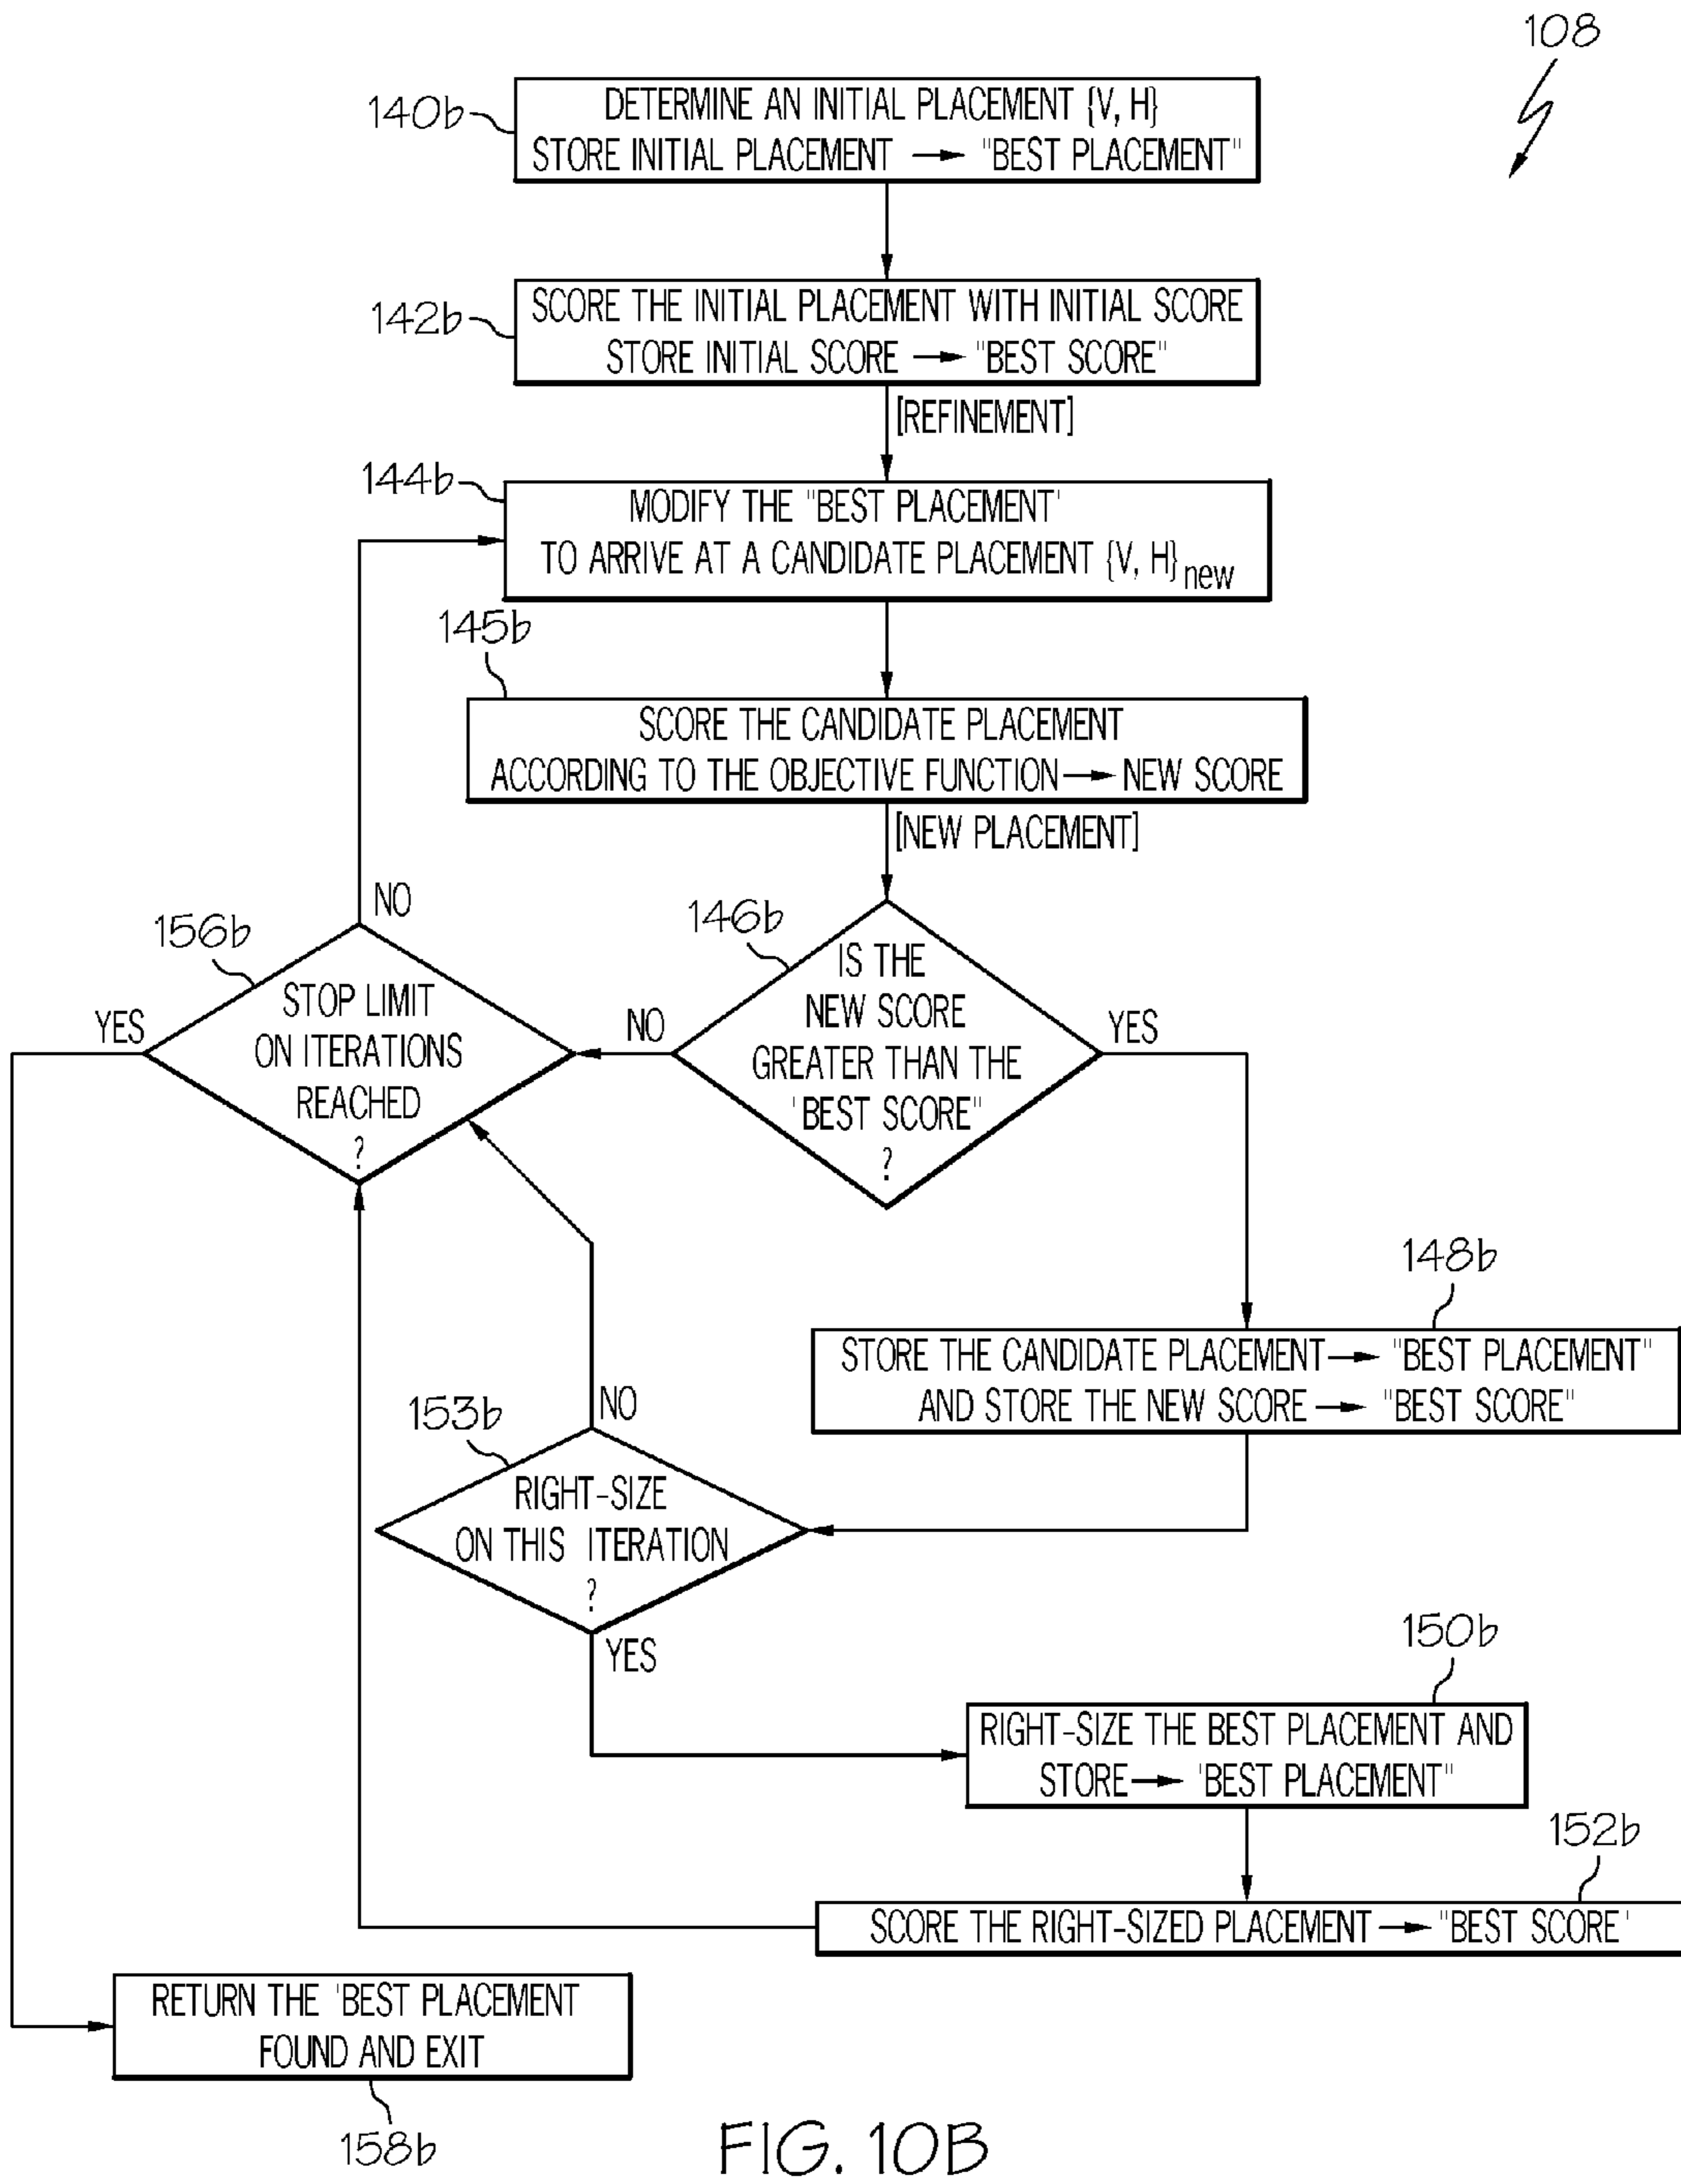 108
140b
DETERMINE AN INITIAL PLACEMENT {V, H}
STORE INITIAL PLACEMENT → "BEST PLACEMENT"
142b
SCORE THE INITIAL PLACEMENT WITH INITIAL SCORE
STORE INITIAL SCORE → "BEST SCORE"
[REFINEMENT]
144b
MODIFY THE "BEST PLACEMENT'
TO ARRIVE AT A CANDIDATE PLACEMENT {V, H}new
145b
SCORE THE CANDIDATE PLACEMENT
ACCORDING TO THE OBJECTIVE FUNCTION → NEW SCORE
[NEW PLACEMENT]
146b
IS THE
NEW SCORE
GREATER THAN THE
'BEST SCORE"
?
NO
YES
156b
STOP LIMIT
ON ITERATIONS
REACHED
?
NO
YES
148b
STORE THE CANDIDATE PLACEMENT → "BEST PLACEMENT"
AND STORE THE NEW SCORE → "BEST SCORE"
153b
RIGHT-SIZE
ON THIS ITERATION
?
NO
YES
150b
RIGHT-SIZE THE BEST PLACEMENT AND
STORE → 'BEST PLACEMENT"
152b
SCORE THE RIGHT-SIZED PLACEMENT → "BEST SCORE'
RETURN THE 'BEST PLACEMENT
FOUND AND EXIT
158b
FIG. 10B